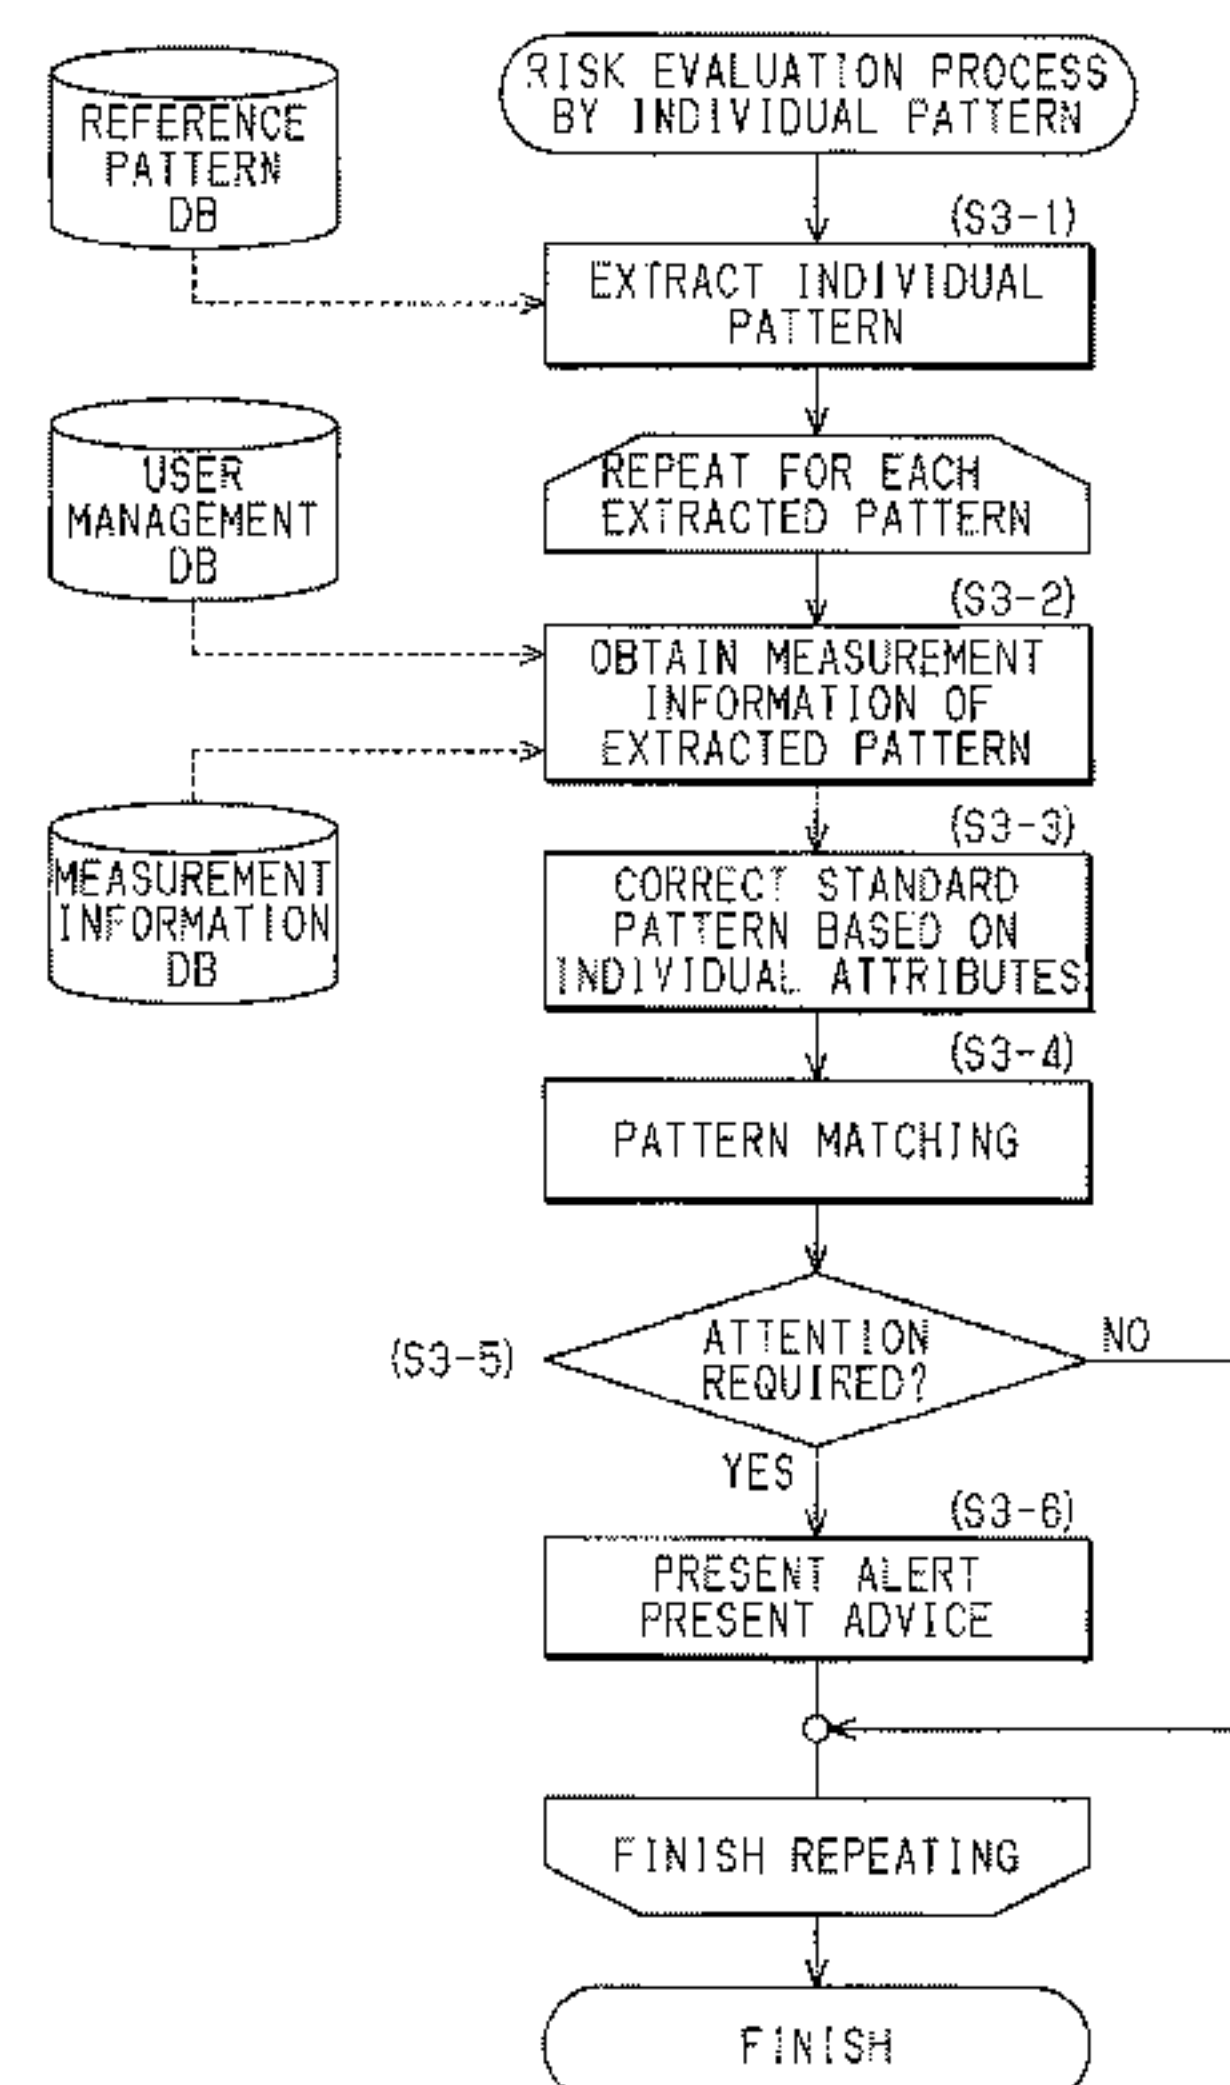 RISK EVALUATION PROCESS
BY INDIVIDUAL PATTERN
REFERENCE
PATTERN
DB
(S3-1)
EXTRACT INDIVIDUAL
PATTERN
USER
MANAGEMENT
DB
REPEAT FOR EACH
EXTRACTED PATTERN
(S3-2)
OBTAIN MEASUREMENT
INFORMATION OF
EXTRACTED PATTERN
MEASUREMENT
INFORMATION
DB
(S3-3)
CORRECT STANDARD
PATTERN BASED ON
INDIVIDUAL ATTRIBUTES
(S3-4)
PATTERN MATCHING
(S3-5)
ATTENTION
REQUIRED?
NO
YES
(S3-6)
PRESENT ALERT
PRESENT ADVICE
FINISH REPEATING
FINISH